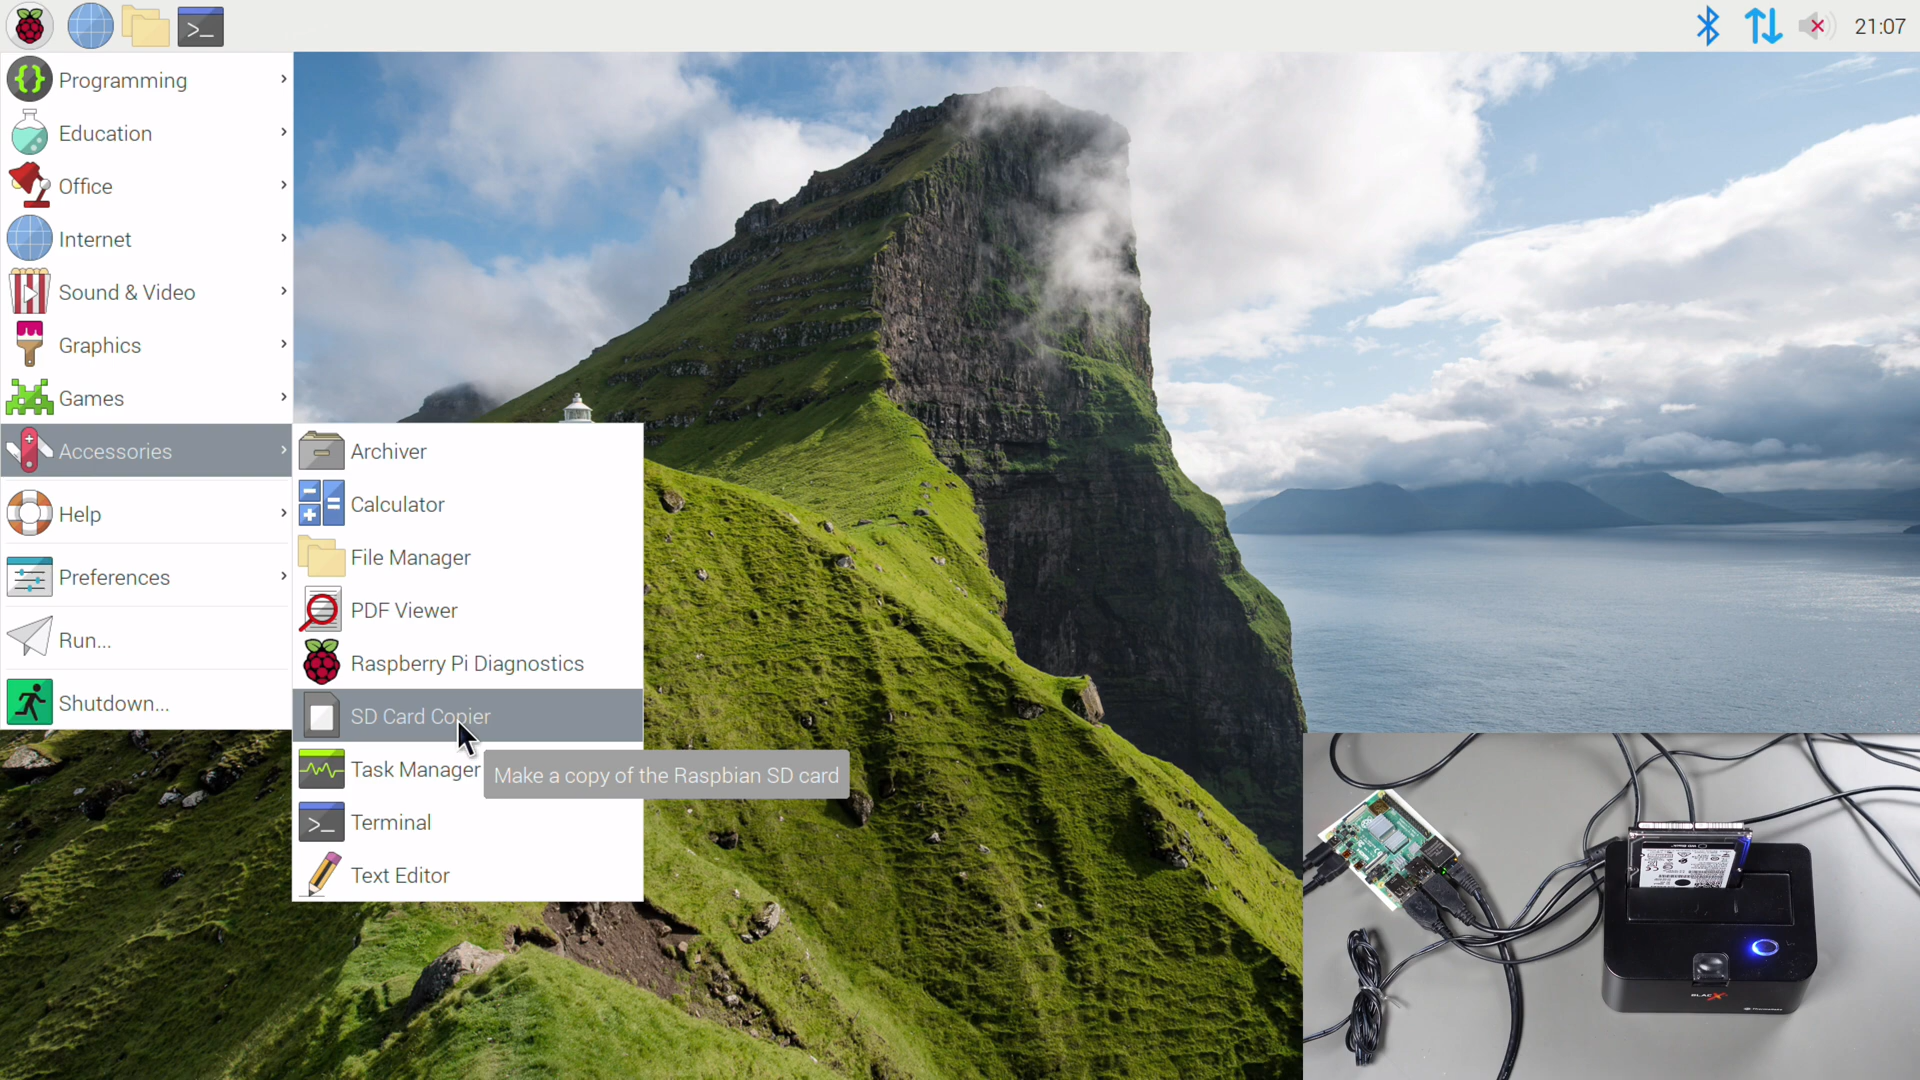 21:07
Programming
Education
Office
Internet
Sound & Video
Graphics
Games
Accessories
Help
Preferences
Run...
Shutdown...
Archiver
Calculator
File Manager
PDF Viewer
Raspberry Pi Diagnostics
SD Card Copier
Task Manager
Make a copy of the Raspbian SD card
Terminal
Text Editor
BLACX
Thermaltake